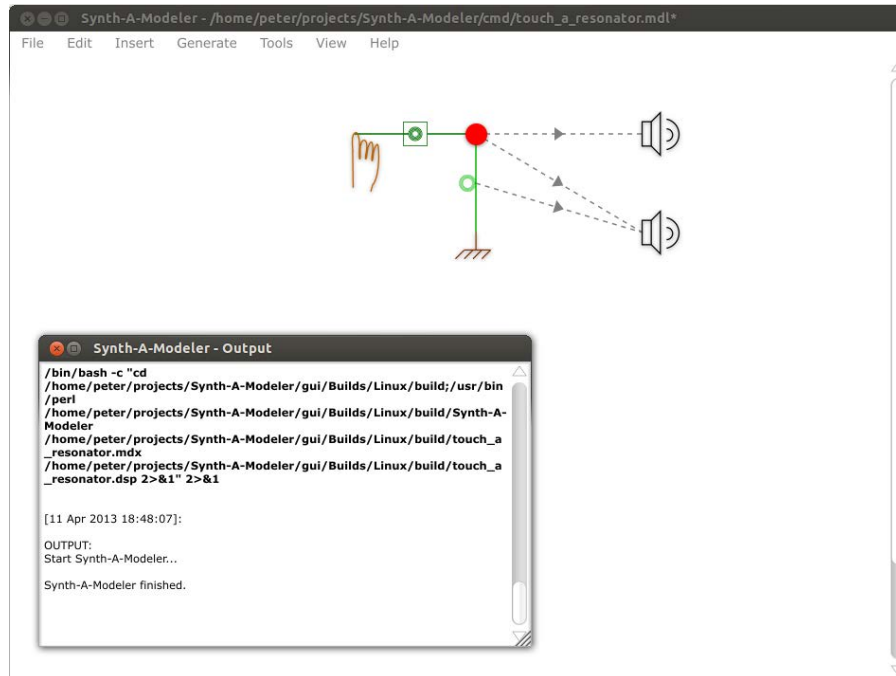 Synth-A-Modeler - /home/peter/projects/Synth-A-Modeler/cmd/touch_a_resonator.mdl*
File Edit Insert Generate Tools View Help
Synth-A-Modeler - Output
/bin/bash -c "cd
/home/peter/projects/Synth-A-Modeler/gui/Builds/Linux/build;/usr/bin
/perl
/home/peter/projects/Synth-A-Modeler/gui/Builds/Linux/build/Synth-A-
Modeler
/home/peter/projects/Synth-A-Modeler/gui/Builds/Linux/build/touch_a
_resonator.mdx
/home/peter/projects/Synth-A-Modeler/gui/Builds/Linux/build/touch_a
_resonator.dsp 2>&1" 2>&1
[11 Apr 2013 18:48:07]:
OUTPUT:
Start Synth-A-Modeler...
Synth-A-Modeler finished.